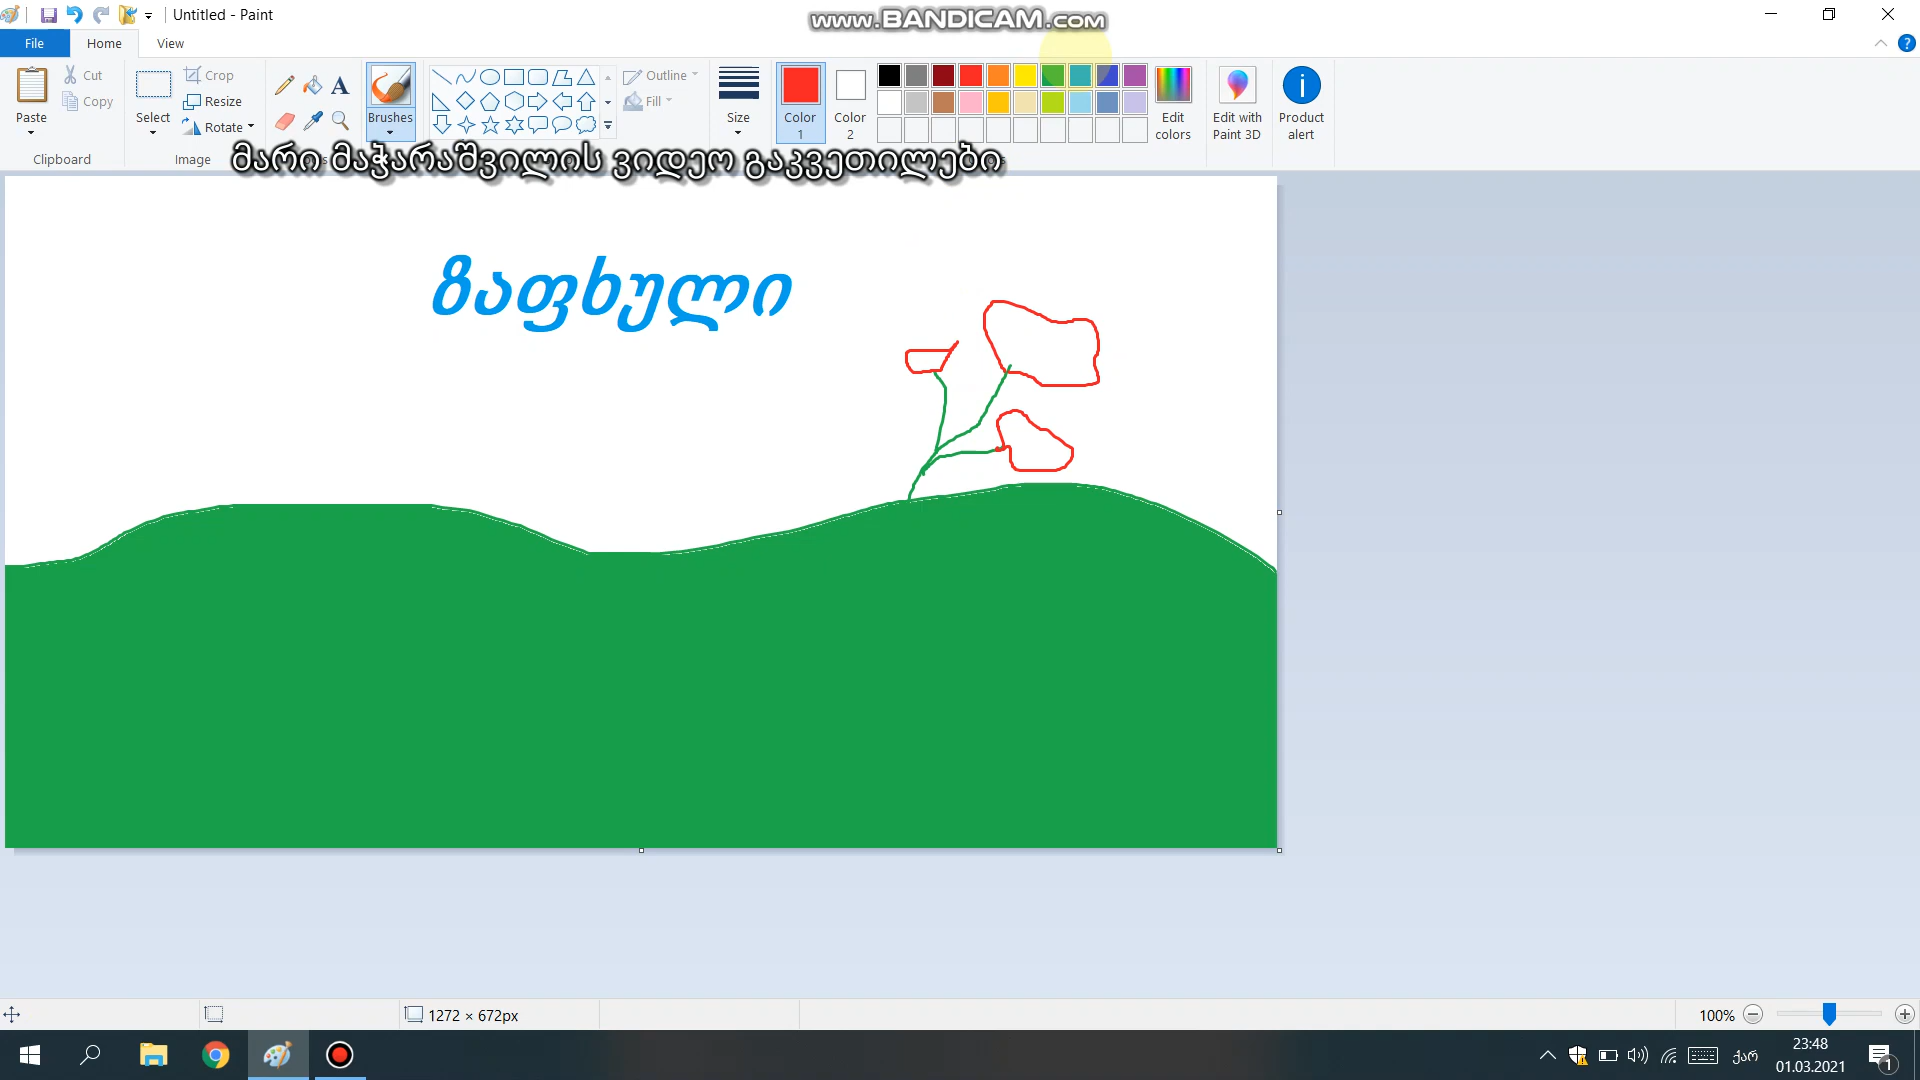 Untitled - Paint
www.BANDICAM.com
File
Home
View
Paste
Cut
Copy
Clipboard
Select
Crop
Resize
Rotate
Image
Brushes
Outline
Fill
Size
Color
1
Color
2
Edit
colors
Edit with
Paint 3D
Product
alert
მარი მაჭარაშვილის ვიდეო გაკვეთილები
ზაფხული
1272 × 672px
100%
ქარ
23:48
01.03.2021
1